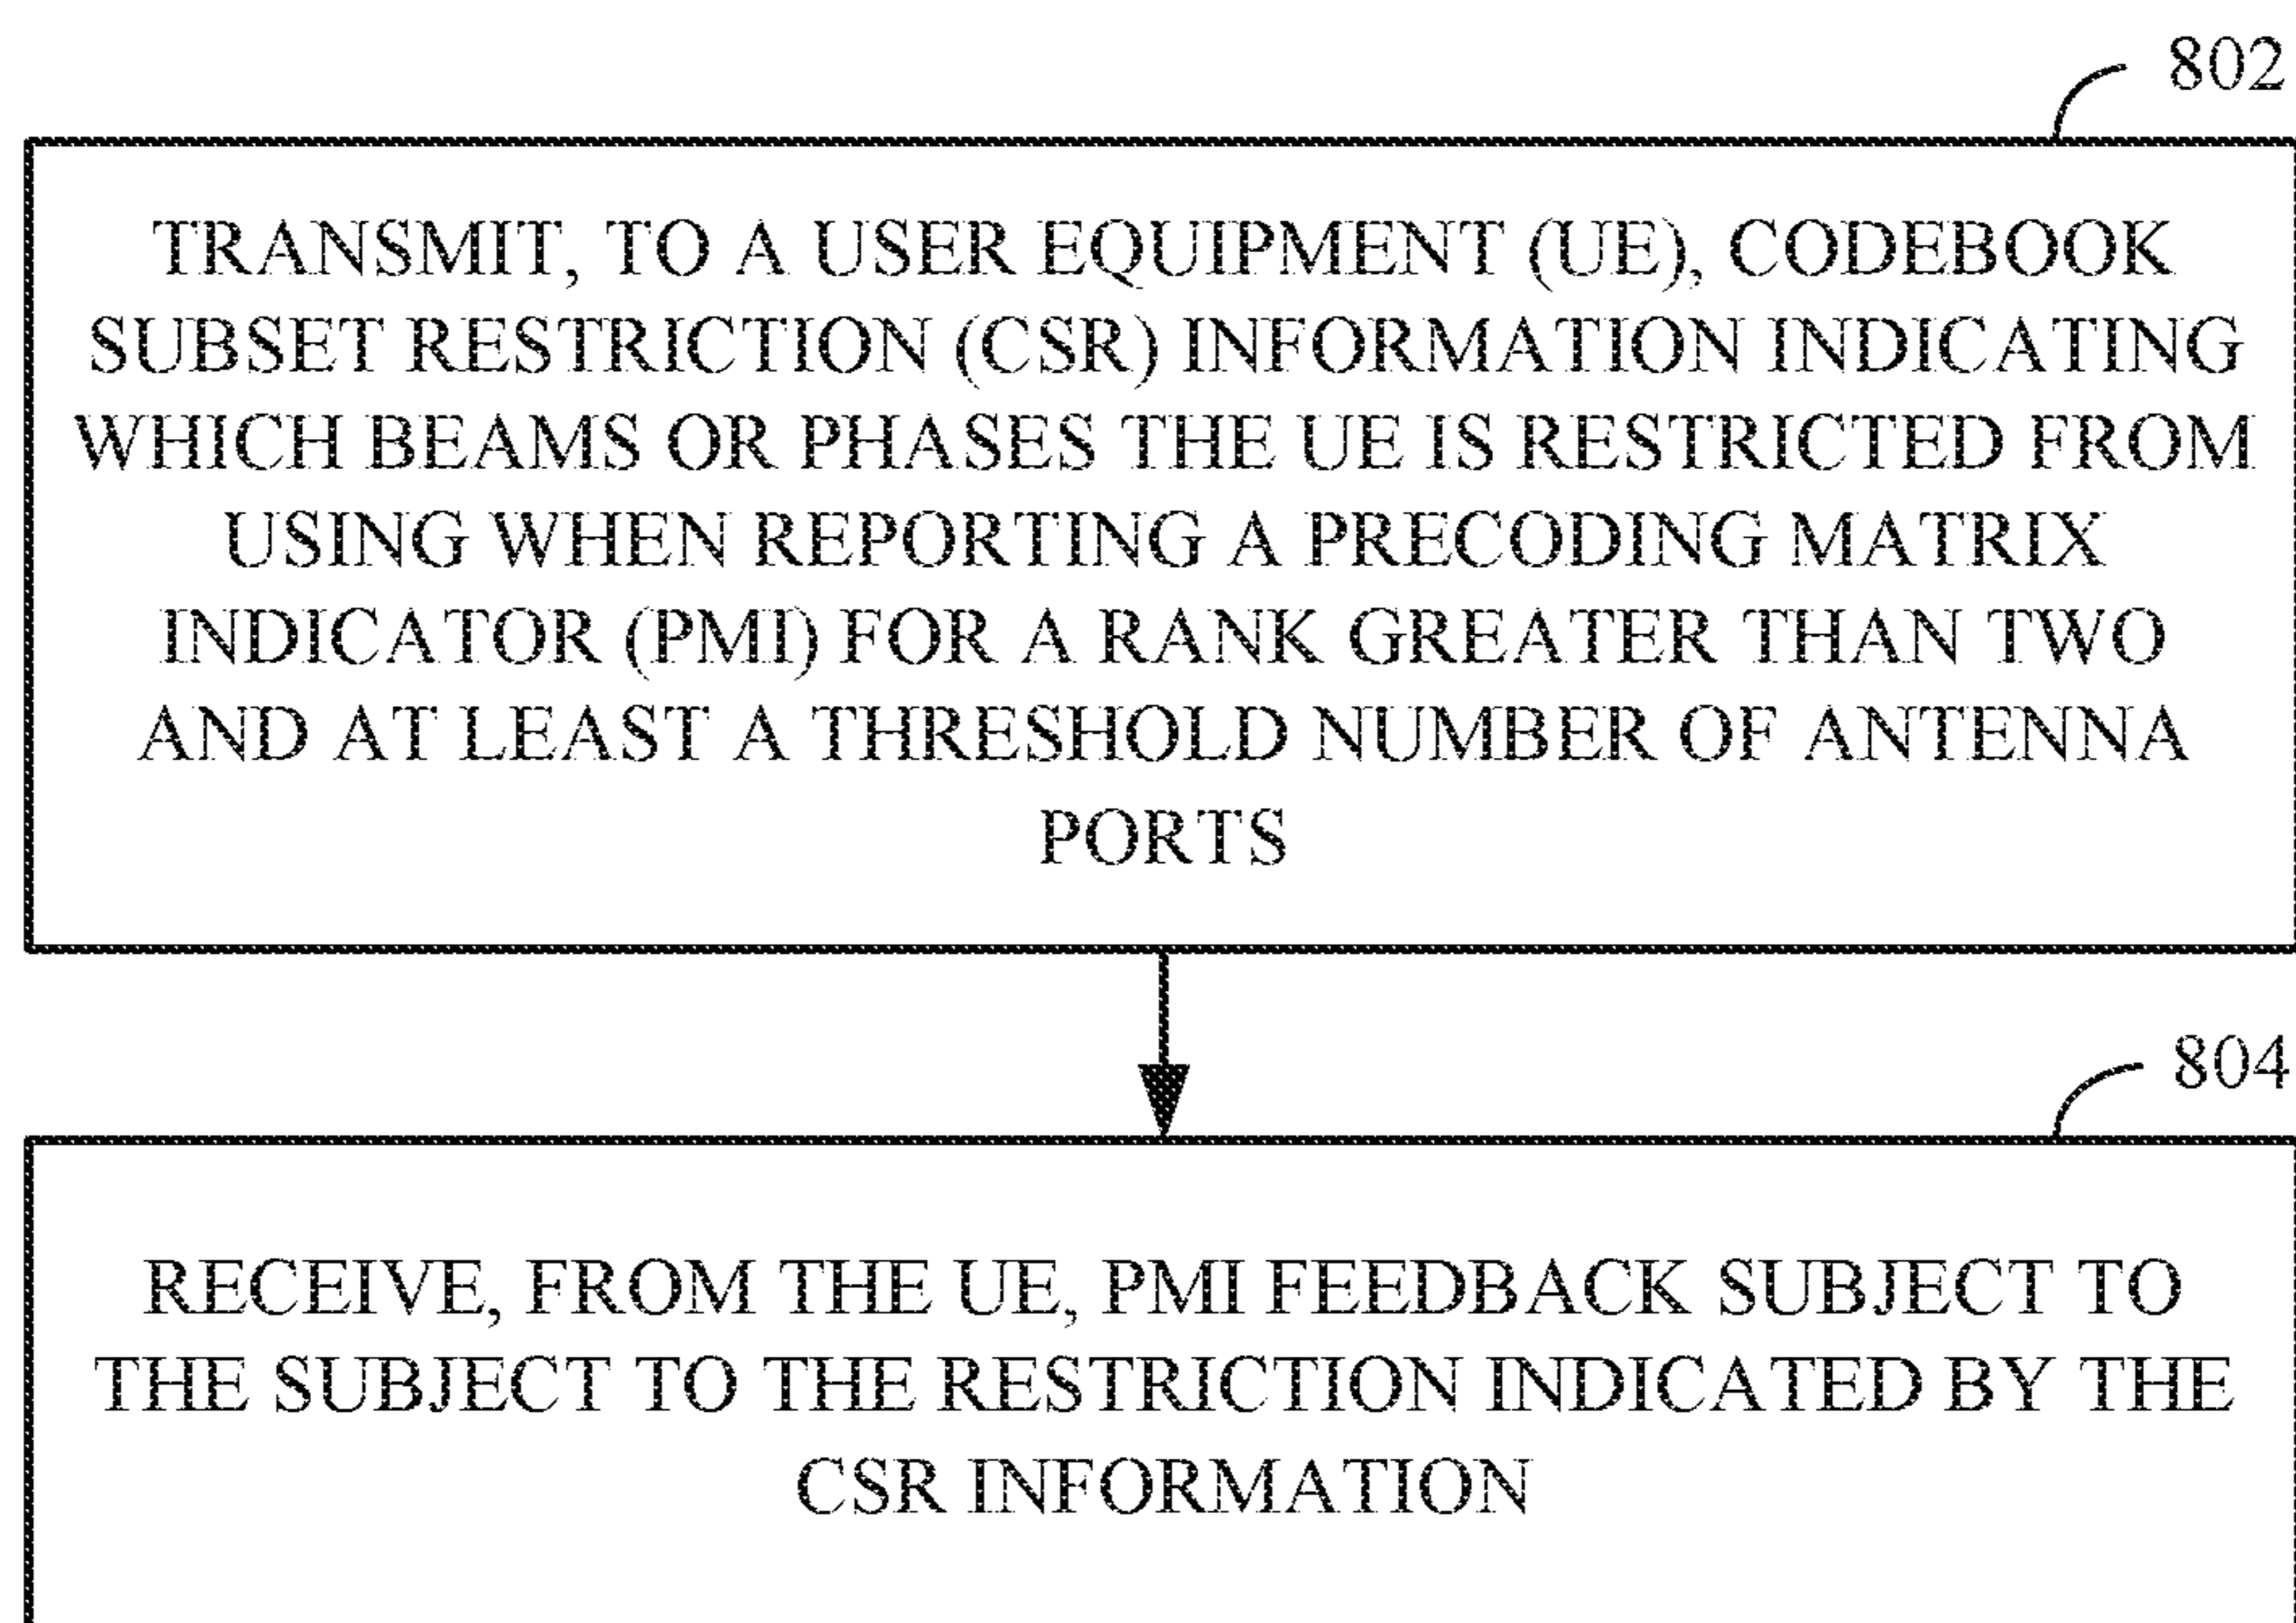 802
TRANSMIT, TO A USER EQUIPMENT (UE), CODEBOOK
SUBSET RESTRICTION (CSR) INFORMATION INDICATING
WHICH BEAMS OR PHASES THE UE IS RESTRICTED FROM
USING WHEN REPORTING A PRECODING MATRIX
INDICATOR (PMI) FOR A RANK GREATER THAN TWO
AND AT LEAST A THRESHOLD NUMBER OF ANTENNA
PORTS
804
RECEIVE, FROM THE UE, PMI FEEDBACK SUBJECT TO
THE SUBJECT TO THE RESTRICTION INDICATED BY THE
CSR INFORMATION